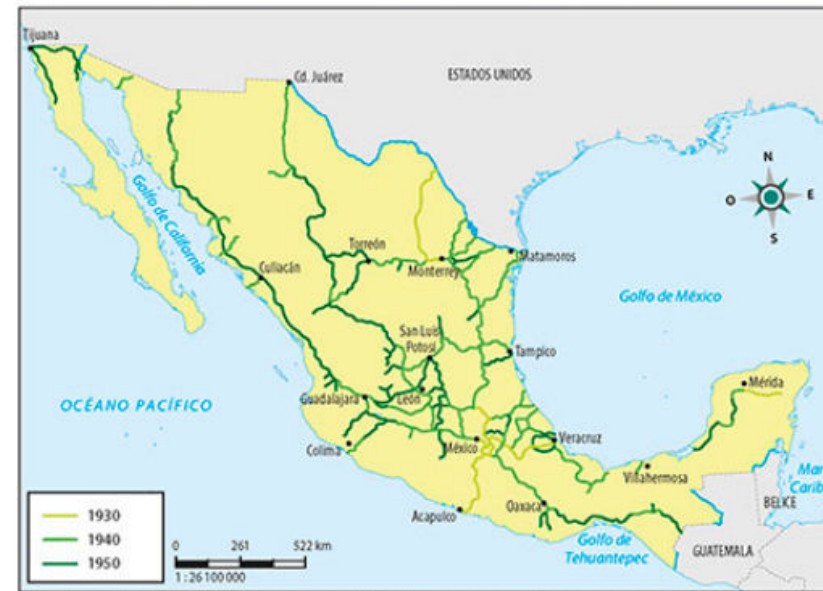 Tijuana
Cd. Juárez
ESTADOS UNIDOS
N
O
E
S
Golfo de California
Torreón
Monterrey
Matamoros
Culiacán
Golfo de México
San Luis
Potosí
Tampico
OCÉANO PACÍFICO
Guadalajara
León
Mérida
Colima
México
Veracruz
Villahermosa
Mar
Caribe
BELICE
Acapulco
Oaxaca
Golfo de
Tehuantepec
GUATEMALA
1930
1940
1950
0 261 522 km
1 : 26 100 000